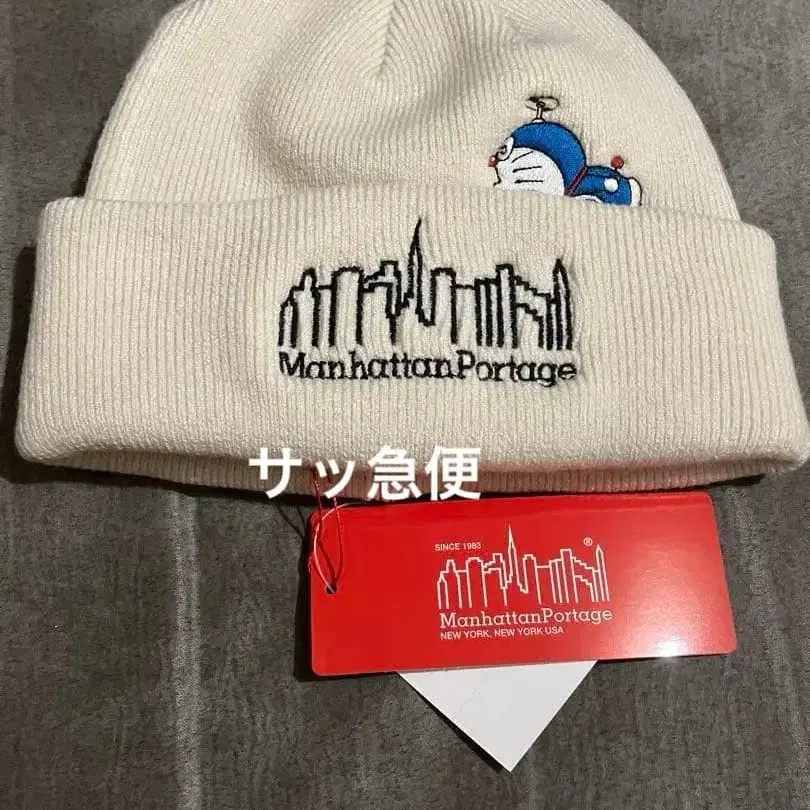 ManhattanPortage
サッ急便
SINCE 1983
®
ManhattanPortage
NEW YORK, NEW YORK USA